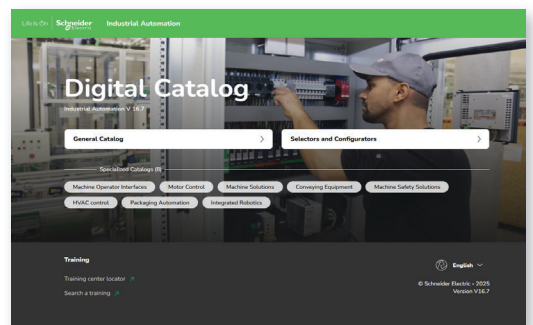 Life Is On | Schneider Electric Industrial Automation
Digital Catalog
Industrial Automation V 16.7
General Catalog
Selectors and Configurators
Specialized Catalogs (8)
Machine Operator Interfaces Motor Control Machine Solutions Conveying Equipment Machine Safety Solutions
HVAC control Packaging Automation Integrated Robotics
Training
Training center locator
Search a training
English
© Schneider Electric - 2025
Version V16.7